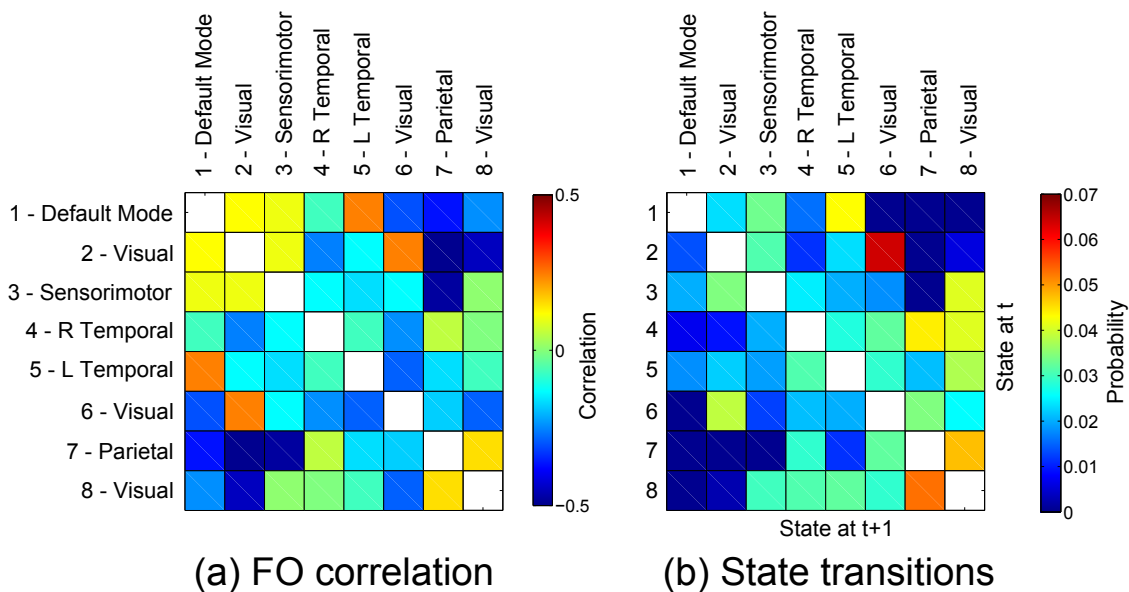 1 - Default Mode
2 - Visual
3 - Sensorimotor
4 - R Temporal
5 - L Temporal
6 - Visual
7 - Parietal
8 - Visual
1 - Default Mode
2 - Visual
3 - Sensorimotor
4 - R Temporal
5 - L Temporal
6 - Visual
7 - Parietal
8 - Visual
0.5
0
−0.5
Correlation
(a) FO correlation
1 - Default Mode
2 - Visual
3 - Sensorimotor
4 - R Temporal
5 - L Temporal
6 - Visual
7 - Parietal
8 - Visual
1
2
3
4
5
6
7
8
State at t
State at t+1
0.07
0.06
0.05
0.04
0.03
0.02
0.01
0
Probability
(b) State transitions